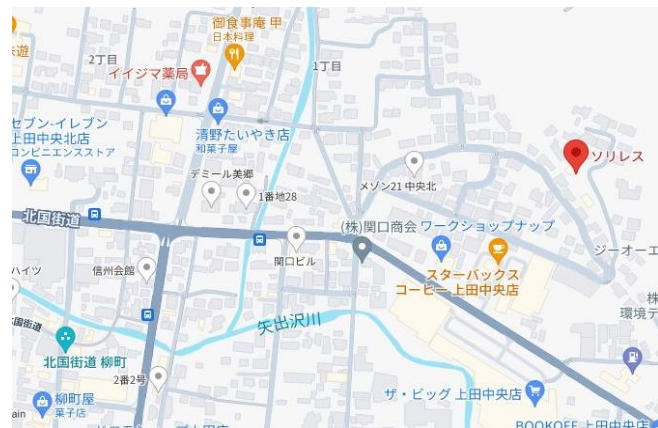 御食事庵 甲
日本料理
2丁目
1丁目
イイジマ薬局
セブン-イレブン
上田中央北店
コンビニエンスストア
清野たいやき店
和菓子屋
ソリレス
デミール美郷
1番地28
メゾン21 中央北
北国街道
(株)関口商会
ワークショップナップ
関口ビル
信州会館
スターバックス
コーヒー 上田中央店
ジーオーエ
ハイツ
矢出沢川
環境テ
北国街道 柳町
2番2号
ザ・ビッグ 上田中央店
柳町屋
菓子店
BOOKOFF 上田中央店